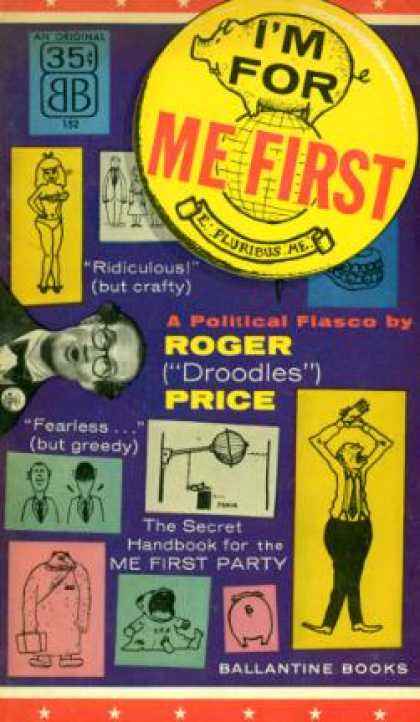 AN ORIGINAL
35¢
BB
152
I'M
FOR
ME FIRST
E. PLURIBUS. ME.
"Ridiculous!"
(but crafty)
A Political Fiasco by
ROGER
("Droodles")
PRICE
"Fearless . . ."
(but greedy)
The Secret
Handbook for the
ME FIRST PARTY
BALLANTINE BOOKS